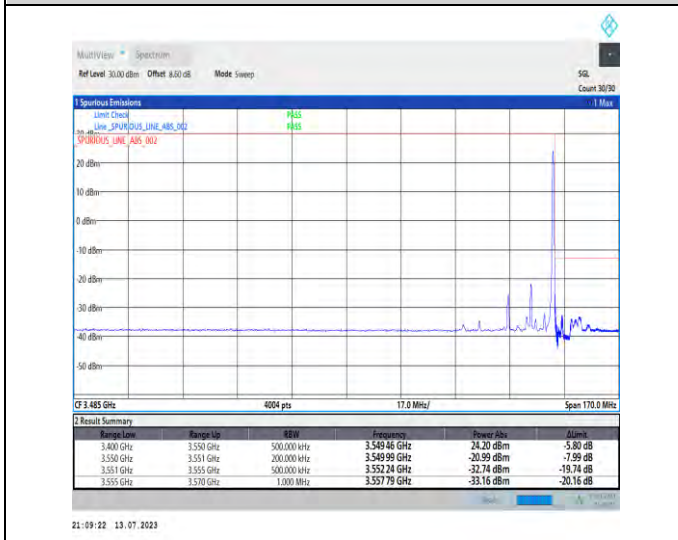 MultiView Spectrum
Ref Level 30.00 dBm Offset 8.60 dB Mode Sweep SGL
Count 30/30
1 Spurious Emissions 1 Max
Limit Check PASS
Line _SPURIOUS_LINE_ABS_002 PASS
_SPURIOUS_LINE_ABS_002
20 dBm
10 dBm
0 dBm
-10 dBm
-20 dBm
-30 dBm
-40 dBm
-50 dBm
CF 3.485 GHz 4004 pts 17.0 MHz/ Span 170.0 MHz
2 Result Summary
Range Low Range Up RBW Frequency Power Abs ΔLimit
3.400 GHz 3.550 GHz 500.000 kHz 3.549 46 GHz 24.20 dBm -5.80 dB
3.550 GHz 3.551 GHz 200.000 kHz 3.549 99 GHz -20.99 dBm -7.99 dB
3.551 GHz 3.555 GHz 500.000 kHz 3.552 24 GHz -32.74 dBm -19.74 dB
3.555 GHz 3.570 GHz 1.000 MHz 3.557 79 GHz -33.16 dBm -20.16 dB
21:09:22 13.07.2023